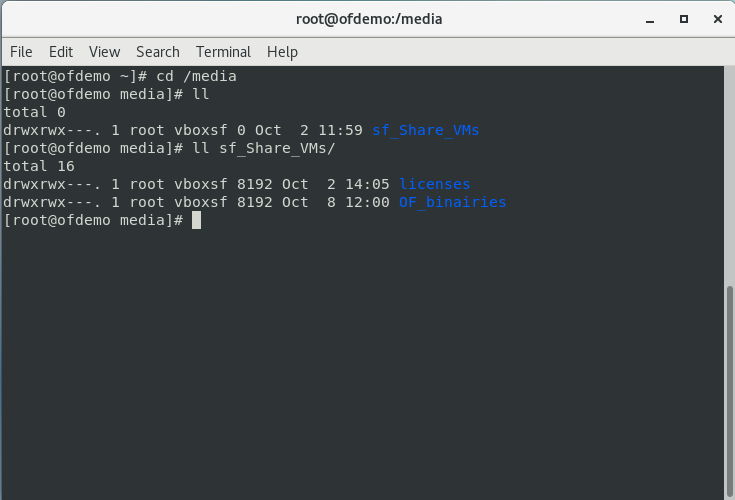 root@ofdemo:/media
File Edit View Search Terminal Help
[root@ofdemo ~]# cd /media
[root@ofdemo media]# ll
total 0
drwxrwx---. 1 root vboxsf 0 Oct  2 11:59 sf_Share_VMs
[root@ofdemo media]# ll sf_Share_VMs/
total 16
drwxrwx---. 1 root vboxsf 8192 Oct  2 14:05 licenses
drwxrwx---. 1 root vboxsf 8192 Oct  8 12:00 OF_binairies
[root@ofdemo media]#